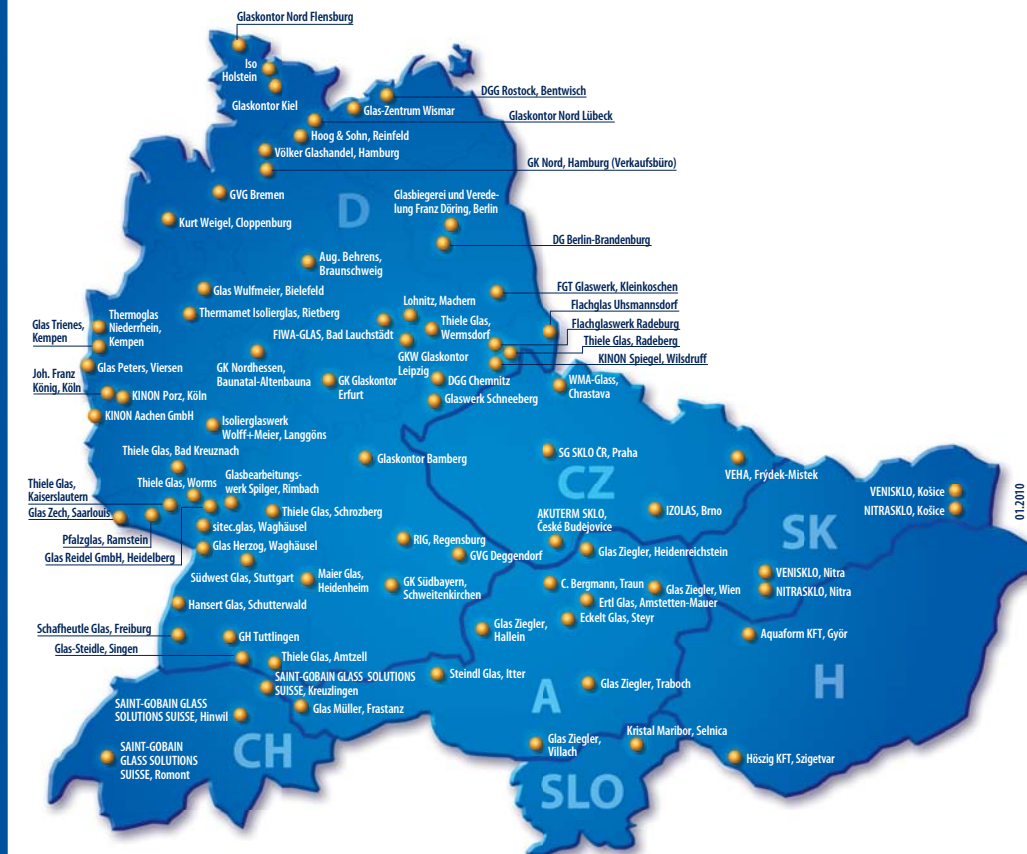 Glaskontor Nord Flensburg
Iso
Holstein
Glaskontor Kiel
DGG Rostock, Bentwisch
Glas-Zentrum Wismar
Glaskontor Nord Lübeck
Hoog & Sohn, Reinfeld
Völker Glashandel, Hamburg
GK Nord, Hamburg (Verkaufsbüro)
GVG Bremen
Glasbiegerei und Verede-
lung Franz Döring, Berlin
D
Kurt Weigel, Cloppenburg
DG Berlin-Brandenburg
Aug. Behrens,
Braunschweig
Glas Wulfmeier, Bielefeld
FGT Glaswerk, Kleinkoschen
Lohnitz, Machern
Flachglas Uhsmannsdorf
Thermoglas
Niederrhein,
Kempen
Thermamet Isolierglas, Rietberg
Glas Trienes,
Kempen
Thiele Glas,
Wermsdorf
Flachglaswerk Radeburg
FIWA-GLAS, Bad Lauchstädt
Thiele Glas, Radeberg
GKW Glaskontor
Leipzig
KINON Spiegel, Wilsdruff
Glas Peters, Viersen
GK Nordhessen,
Baunatal-Altenbauna
Joh. Franz
König, Köln
GK Glaskontor
Erfurt
DGG Chemnitz
WMA-Glass,
Chrastava
KINON Porz, Köln
Glaswerk Schneeberg
KINON Aachen GmbH
Isolierglaswerk
Wolff+Meier, Langgöns
Thiele Glas, Bad Kreuznach
Glaskontor Bamberg
SG SKLO ČR, Praha
VEHA, Frýdek-Mistek
CZ
Thiele Glas,
Kaiserslautern
Thiele Glas, Worms
Glasbearbeitungs-
werk Spilger, Rimbach
VENISKLO, Košice
NITRASKLO, Košice
Glas Zech, Saarlouis
Thiele Glas, Schrozberg
IZOLAS, Brno
01.2010
AKUTERM SKLO,
České Budejovice
sitec.glas, Waghäusel
SK
Pfalzglas, Ramstein
RIG, Regensburg
Glas Reidel GmbH, Heidelberg
Glas Herzog, Waghäusel
GVG Deggendorf
Glas Ziegler, Heidenreichstein
Südwest Glas, Stuttgart
Maier Glas,
Heidenheim
GK Südbayern,
Schweitenkirchen
C. Bergmann, Traun
Glas Ziegler, Wien
VENISKLO, Nitra
NITRASKLO, Nitra
Ertl Glas, Amstetten-Mauer
Hansert Glas, Schutterwald
Eckelt Glas, Steyr
Glas Ziegler,
Hallein
Schafheutle Glas, Freiburg
GH Tuttlingen
Aquaform KFT, Györ
Glas-Steidle, Singen
Thiele Glas, Amtzell
SAINT-GOBAIN GLASS SOLUTIONS
SUISSE, Kreuzlingen
Steindl Glas, Itter
Glas Ziegler, Traboch
H
A
SAINT-GOBAIN GLASS
SOLUTIONS SUISSE, Hinwil
Glas Müller, Frastanz
CH
Kristal Maribor, Selnica
Glas Ziegler,
Villach
SAINT-GOBAIN
GLASS SOLUTIONS
SUISSE, Romont
Höszig KFT, Szigetvar
SLO